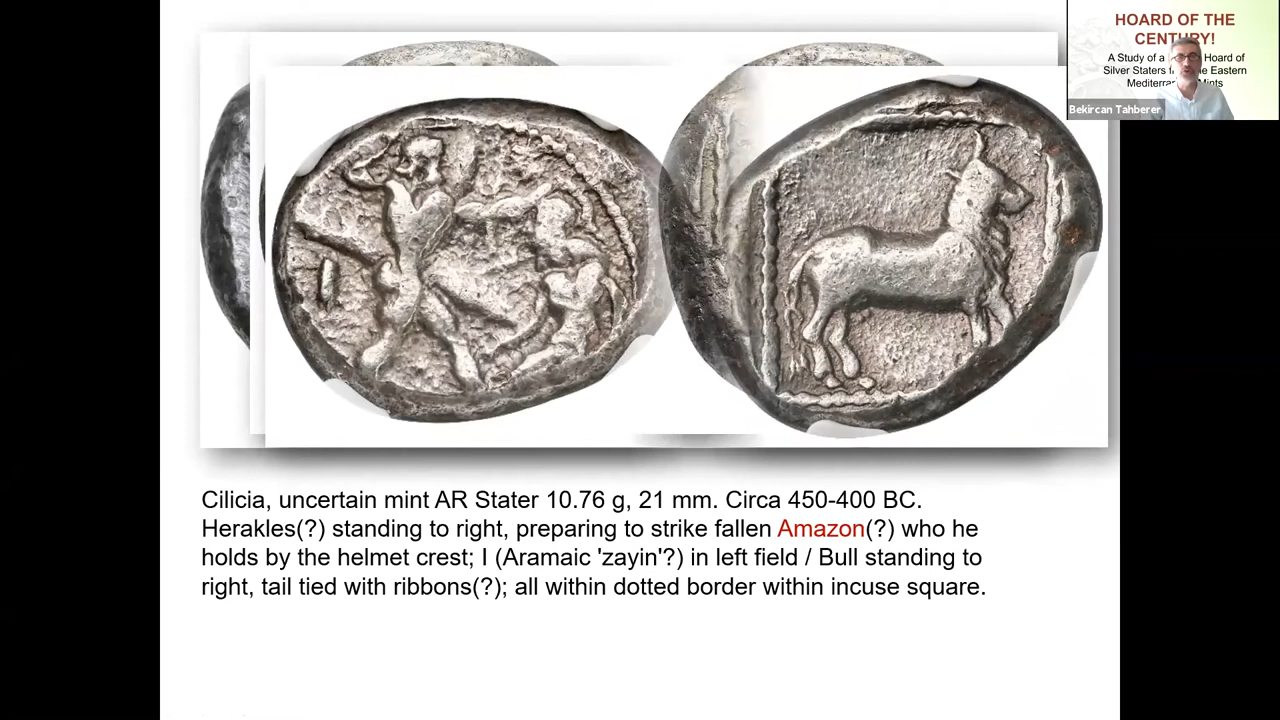 HOARD OF THE
CENTURY!
A Study of a Hoard of
Silver Staters Eastern
Mints
Bekircan Tahberer
Cilicia, uncertain mint AR Stater 10.76 g, 21 mm. Circa 450-400 BC.
Herakles(?) standing to right, preparing to strike fallen Amazon(?) who he
holds by the helmet crest; I (Aramaic 'zayin'?) in left field / Bull standing to
right, tail tied with ribbons(?); all within dotted border within incuse square.